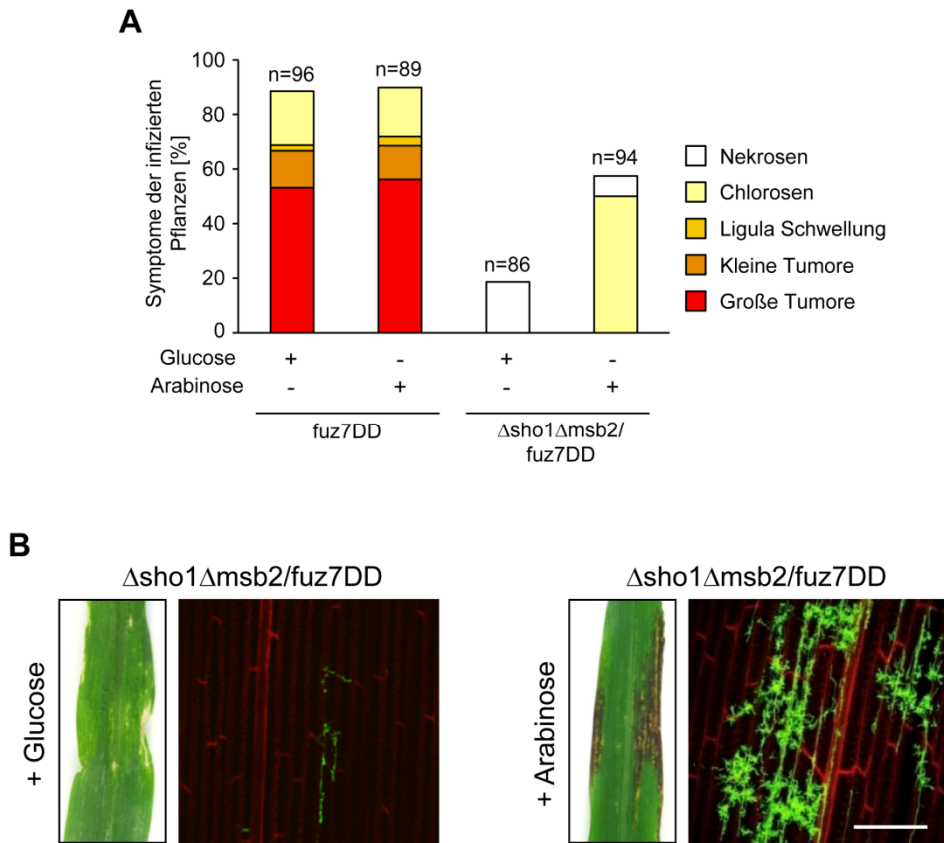 A
Symptome der infizierten
Pflanzen [%]
100
80
60
40
20
0
n=96
n=89
n=86
n=94
Nekrosen
Chlorosen
Ligula Schwellung
Kleine Tumore
Große Tumore
Glucose + - + -
Arabinose - + - +
fuz7DD
Δsho1Δmsb2/
fuz7DD
B
Δsho1Δmsb2/fuz7DD
+ Glucose
Δsho1Δmsb2/fuz7DD
+ Arabinose